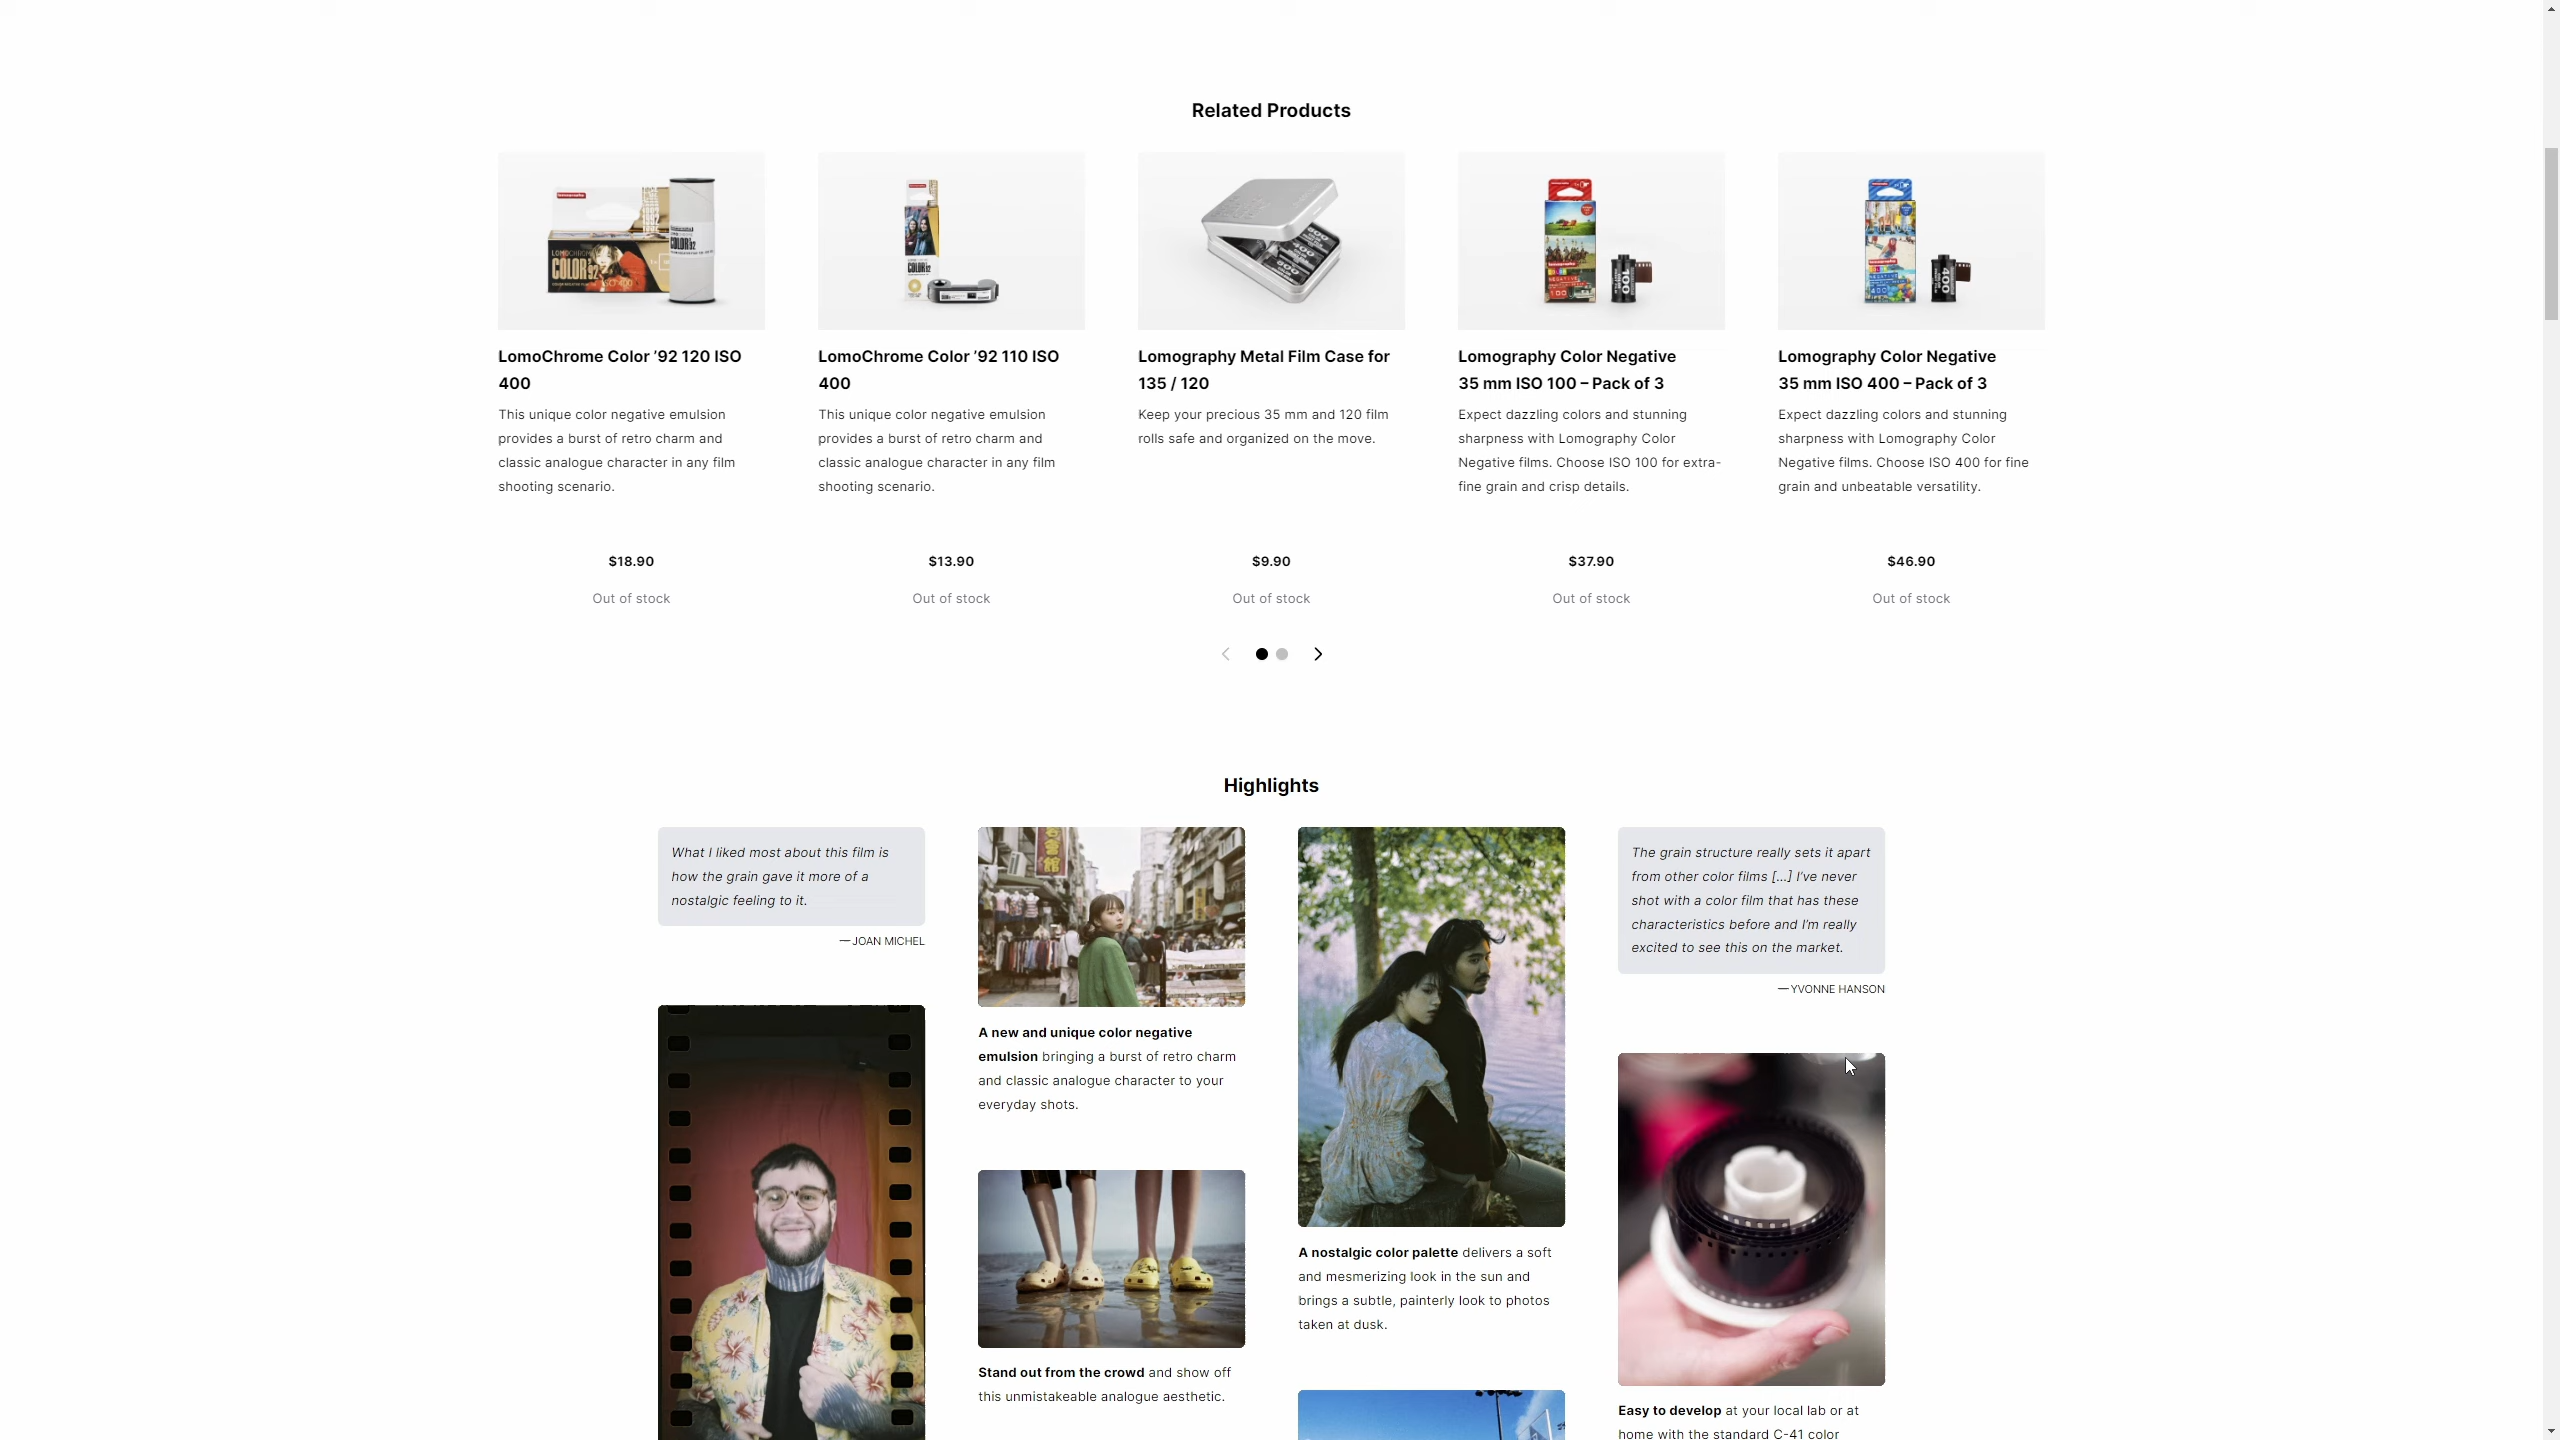 Related Products
LomoChrome Color ’92 120 ISO
400
This unique color negative emulsion
provides a burst of retro charm and
classic analogue character in any film
shooting scenario.
$18.90
Out of stock
LomoChrome Color ’92 110 ISO
400
This unique color negative emulsion
provides a burst of retro charm and
classic analogue character in any film
shooting scenario.
$13.90
Out of stock
Lomography Metal Film Case for
135 / 120
Keep your precious 35 mm and 120 film
rolls safe and organized on the move.
$9.90
Out of stock
Lomography Color Negative
35 mm ISO 100 – Pack of 3
Expect dazzling colors and stunning
sharpness with Lomography Color
Negative films. Choose ISO 100 for extra-
fine grain and crisp details.
$37.90
Out of stock
Lomography Color Negative
35 mm ISO 400 – Pack of 3
Expect dazzling colors and stunning
sharpness with Lomography Color
Negative films. Choose ISO 400 for fine
grain and unbeatable versatility.
$46.90
Out of stock
Highlights
What I liked most about this film is
how the grain gave it more of a
nostalgic feeling to it.
— JOAN MICHEL
A new and unique color negative
emulsion bringing a burst of retro charm
and classic analogue character to your
everyday shots.
Stand out from the crowd and show off
this unmistakeable analogue aesthetic.
A nostalgic color palette delivers a soft
and mesmerizing look in the sun and
brings a subtle, painterly look to photos
taken at dusk.
The grain structure really sets it apart
from other color films [...] I’ve never
shot with a color film that has these
characteristics before and I’m really
excited to see this on the market.
— YVONNE HANSON
Easy to develop at your local lab or at
home with the standard C-41 color